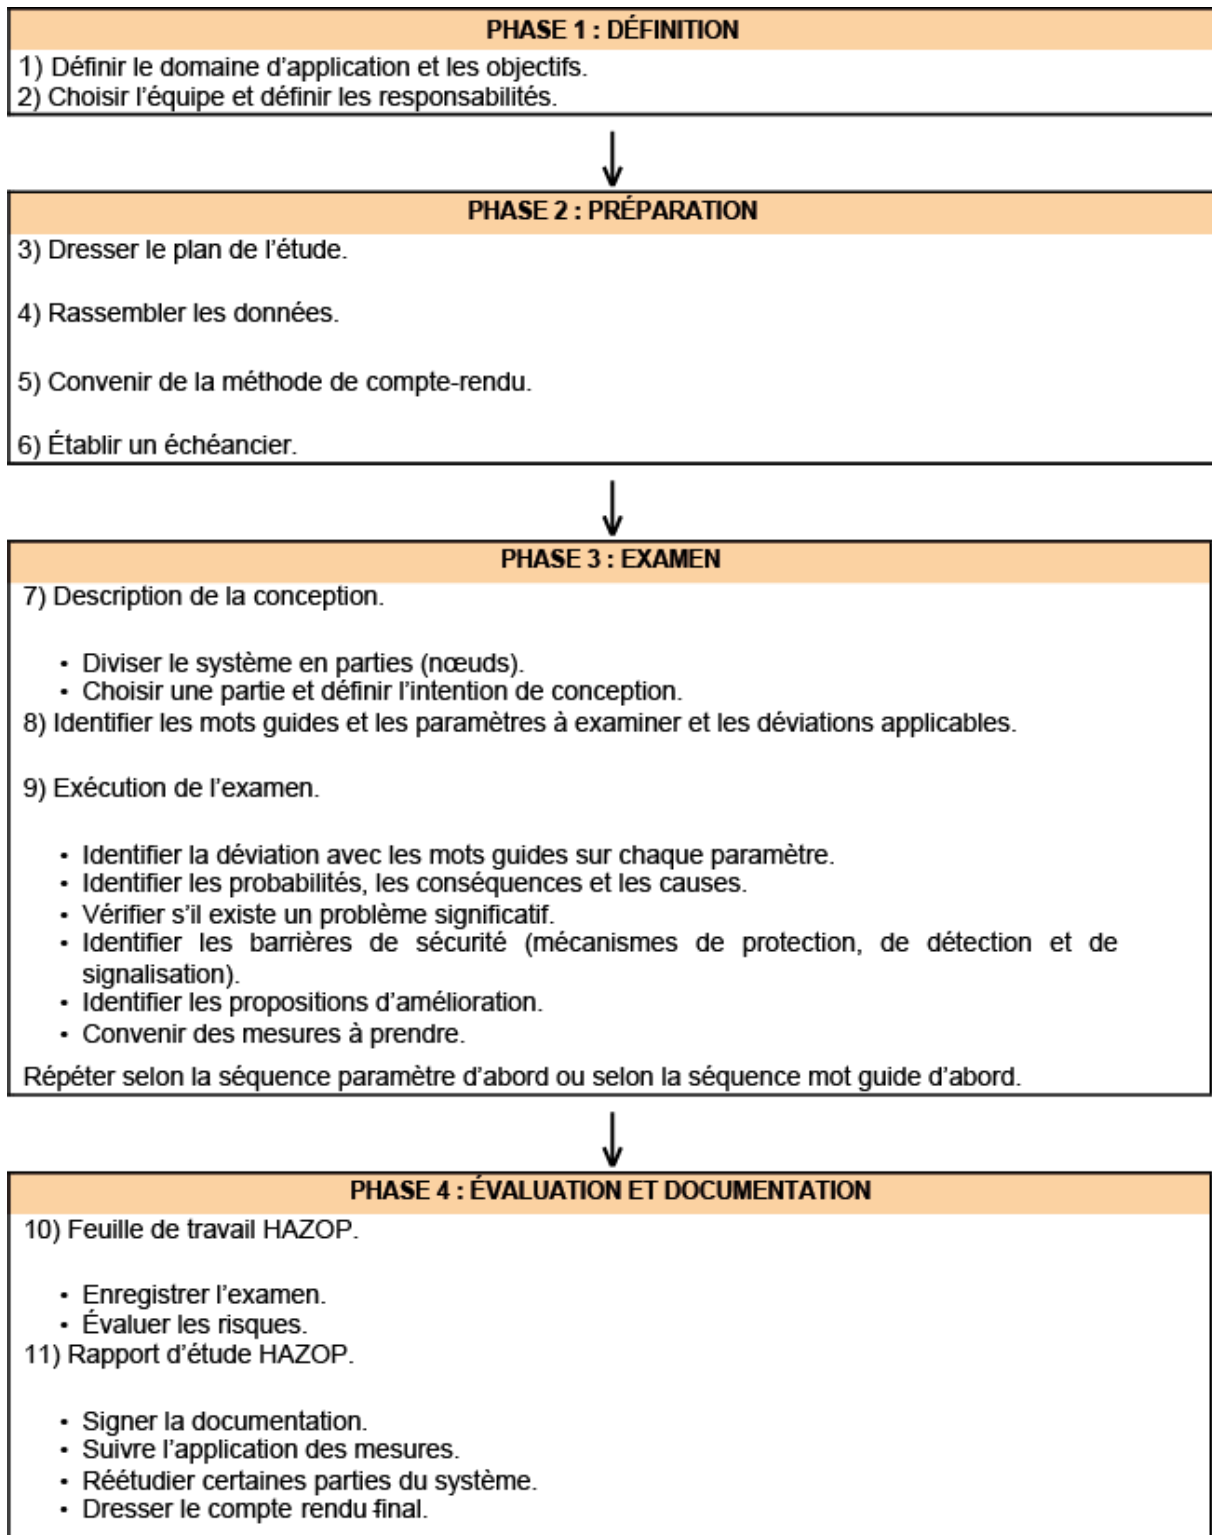 PHASE 1 : DÉFINITION
1) Définir le domaine d’application et les objectifs.
2) Choisir l’équipe et définir les responsabilités.
PHASE 2 : PRÉPARATION
3) Dresser le plan de l’étude.
4) Rassembler les données.
5) Convenir de la méthode de compte-rendu.
6) Établir un échéancier.
PHASE 3 : EXAMEN
7) Description de la conception.
• Diviser le système en parties (nœuds).
• Choisir une partie et définir l’intention de conception.
8) Identifier les mots guides et les paramètres à examiner et les déviations applicables.
9) Exécution de l’examen.
• Identifier la déviation avec les mots guides sur chaque paramètre.
• Identifier les probabilités, les conséquences et les causes.
• Vérifier s’il existe un problème significatif.
• Identifier les barrières de sécurité (mécanismes de protection, de détection et de
signalisation).
• Identifier les propositions d’amélioration.
• Convenir des mesures à prendre.
Répéter selon la séquence paramètre d’abord ou selon la séquence mot guide d’abord.
PHASE 4 : ÉVALUATION ET DOCUMENTATION
10) Feuille de travail HAZOP.
• Enregistrer l’examen.
• Évaluer les risques.
11) Rapport d’étude HAZOP.
• Signer la documentation.
• Suivre l’application des mesures.
• Réétudier certaines parties du système.
• Dresser le compte rendu final.